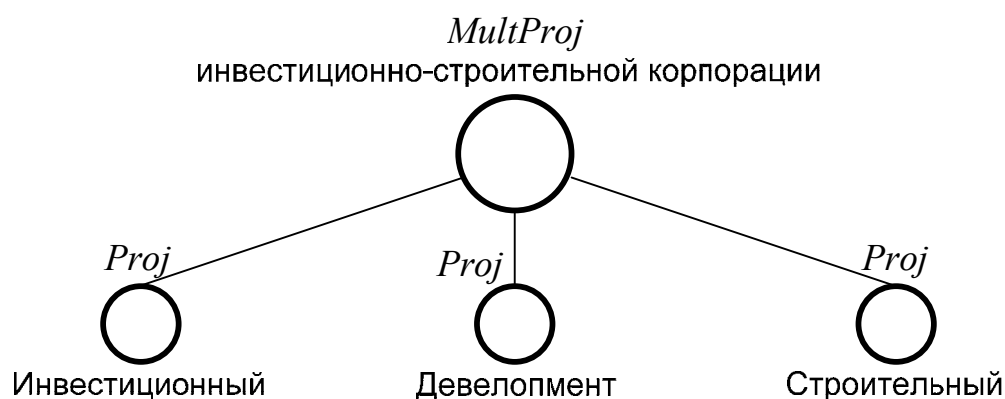 MultProj
инвестиционно-строительной корпорации
Proj
Proj
Proj
Инвестиционный
Девелопмент
Строительный